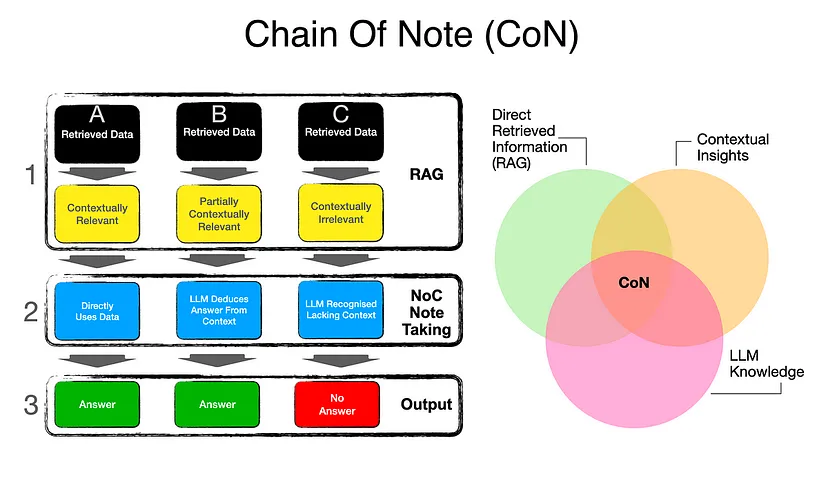 Chain Of Note (CoN)
A
Retrieved Data
B
Retrieved Data
C
Retrieved Data
1
Contextually
Relevant
Partially
Contextually
Relevant
Contextually
Irrelevant
RAG
2
Directly
Uses Data
LLM Deduces
Answer From
Context
LLM Recognised
Lacking Context
NoC
Note
Taking
3
Answer
Answer
No
Answer
Output
Direct
Retrieved
Information
(RAG)
Contextual
Insights
CoN
LLM
Knowledge